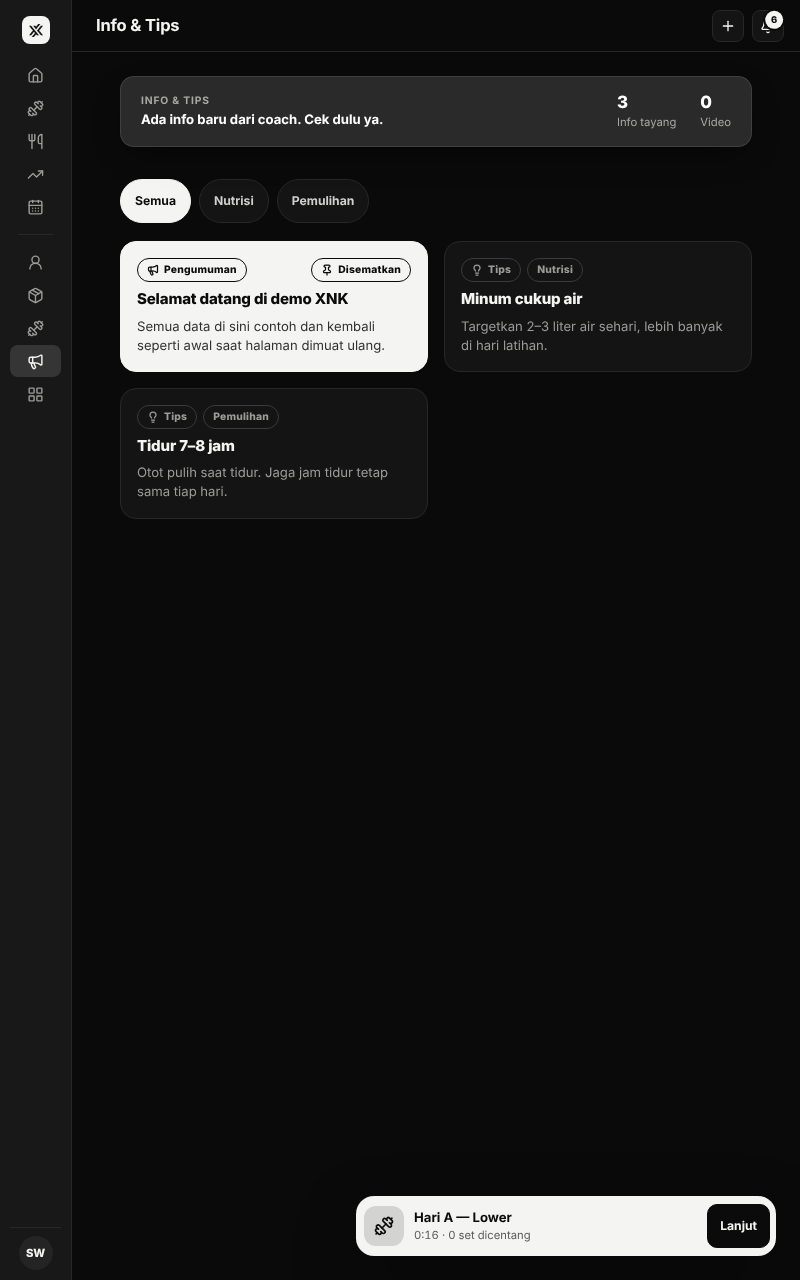 Info & Tips
6
INFO & TIPS
Ada info baru dari coach. Cek dulu ya.
3
Info tayang
0
Video
Semua
Nutrisi
Pemulihan
Pengumuman
Disematkan
Selamat datang di demo XNK
Semua data di sini contoh dan kembali
seperti awal saat halaman dimuat ulang.
Tips
Nutrisi
Minum cukup air
Targetkan 2–3 liter air sehari, lebih banyak
di hari latihan.
Tips
Pemulihan
Tidur 7–8 jam
Otot pulih saat tidur. Jaga jam tidur tetap
sama tiap hari.
Hari A — Lower
0:16 · 0 set dicentang
Lanjut
SW